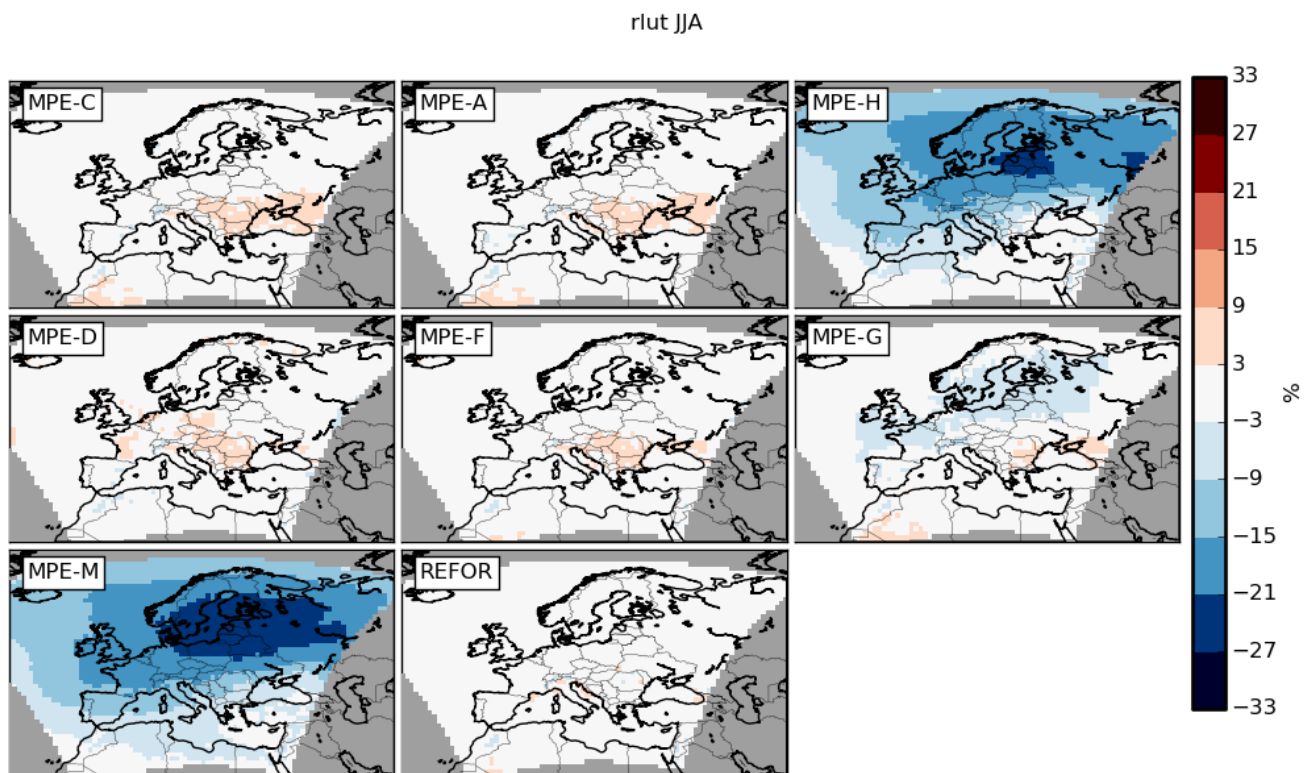 rlut JJA
MPE-C
MPE-A
MPE-H
MPE-D
MPE-F
MPE-G
MPE-M
REFOR
33
27
21
15
9
3
−3
−9
−15
−21
−27
−33
%